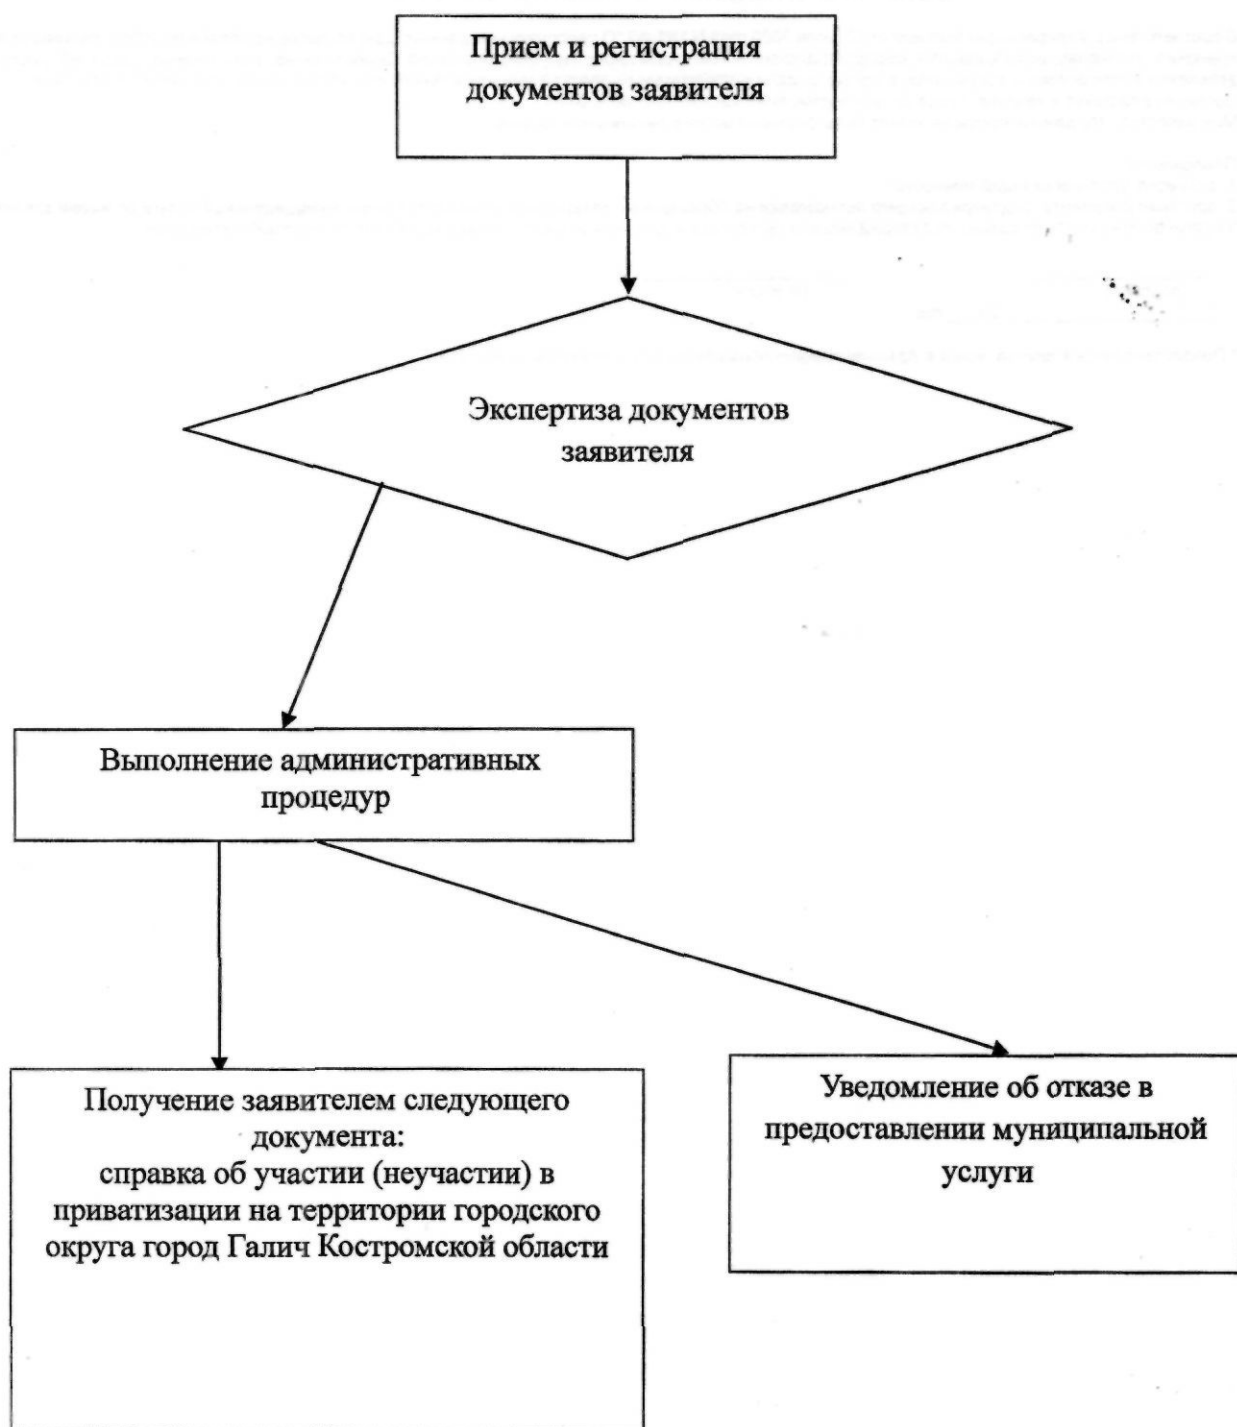 Прием и регистрация
документов заявителя
Экспертиза документов
заявителя
Выполнение административных
процедур
Получение заявителем следующего
документа:
справка об участии (неучастии) в
приватизации на территории городского
округа город Галич Костромской области
Уведомление об отказе в
предоставлении муниципальной
услуги